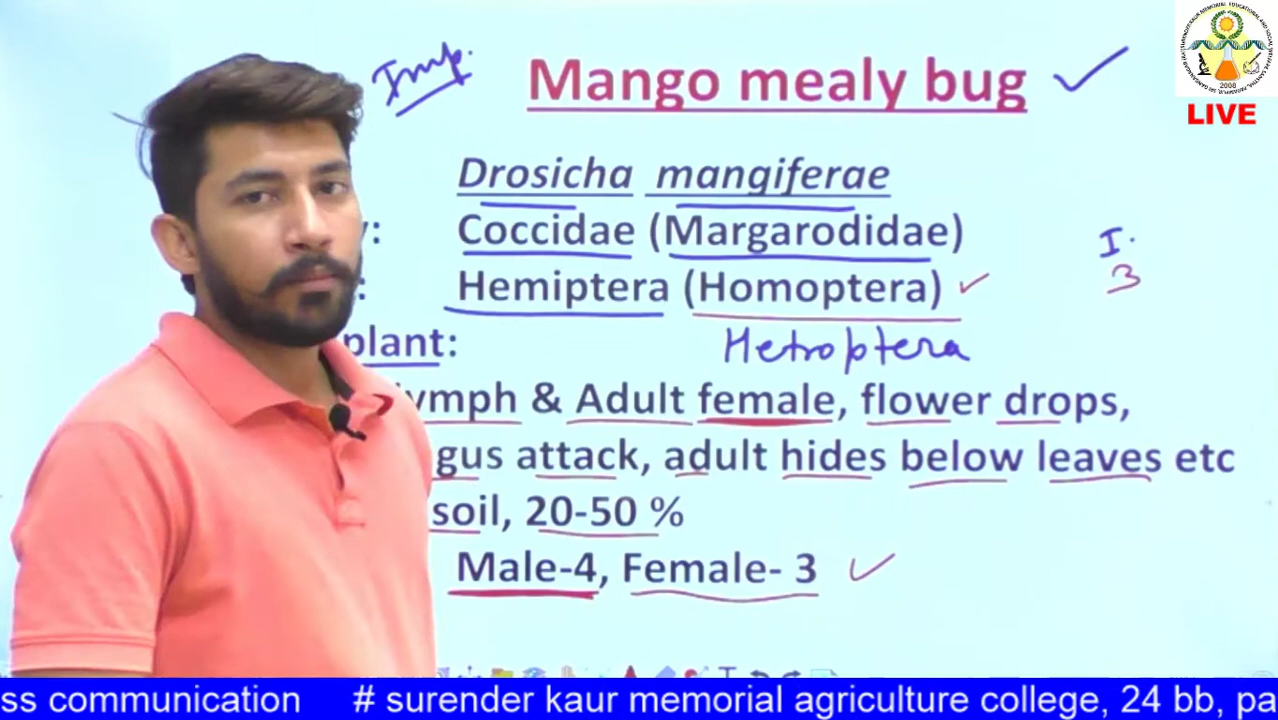 Imp.
Mango mealy bug
LIVE
2008
Drosicha mangiferae
y: Coccidae (Margarodidae)
I.
3
: Hemiptera (Homoptera)
plant: Hetroptera
ymph & Adult female, flower drops,
gus attack, adult hides below leaves etc
soil, 20-50 %
Male-4, Female- 3
ss communication # surender kaur memorial agriculture college, 24 bb, pa